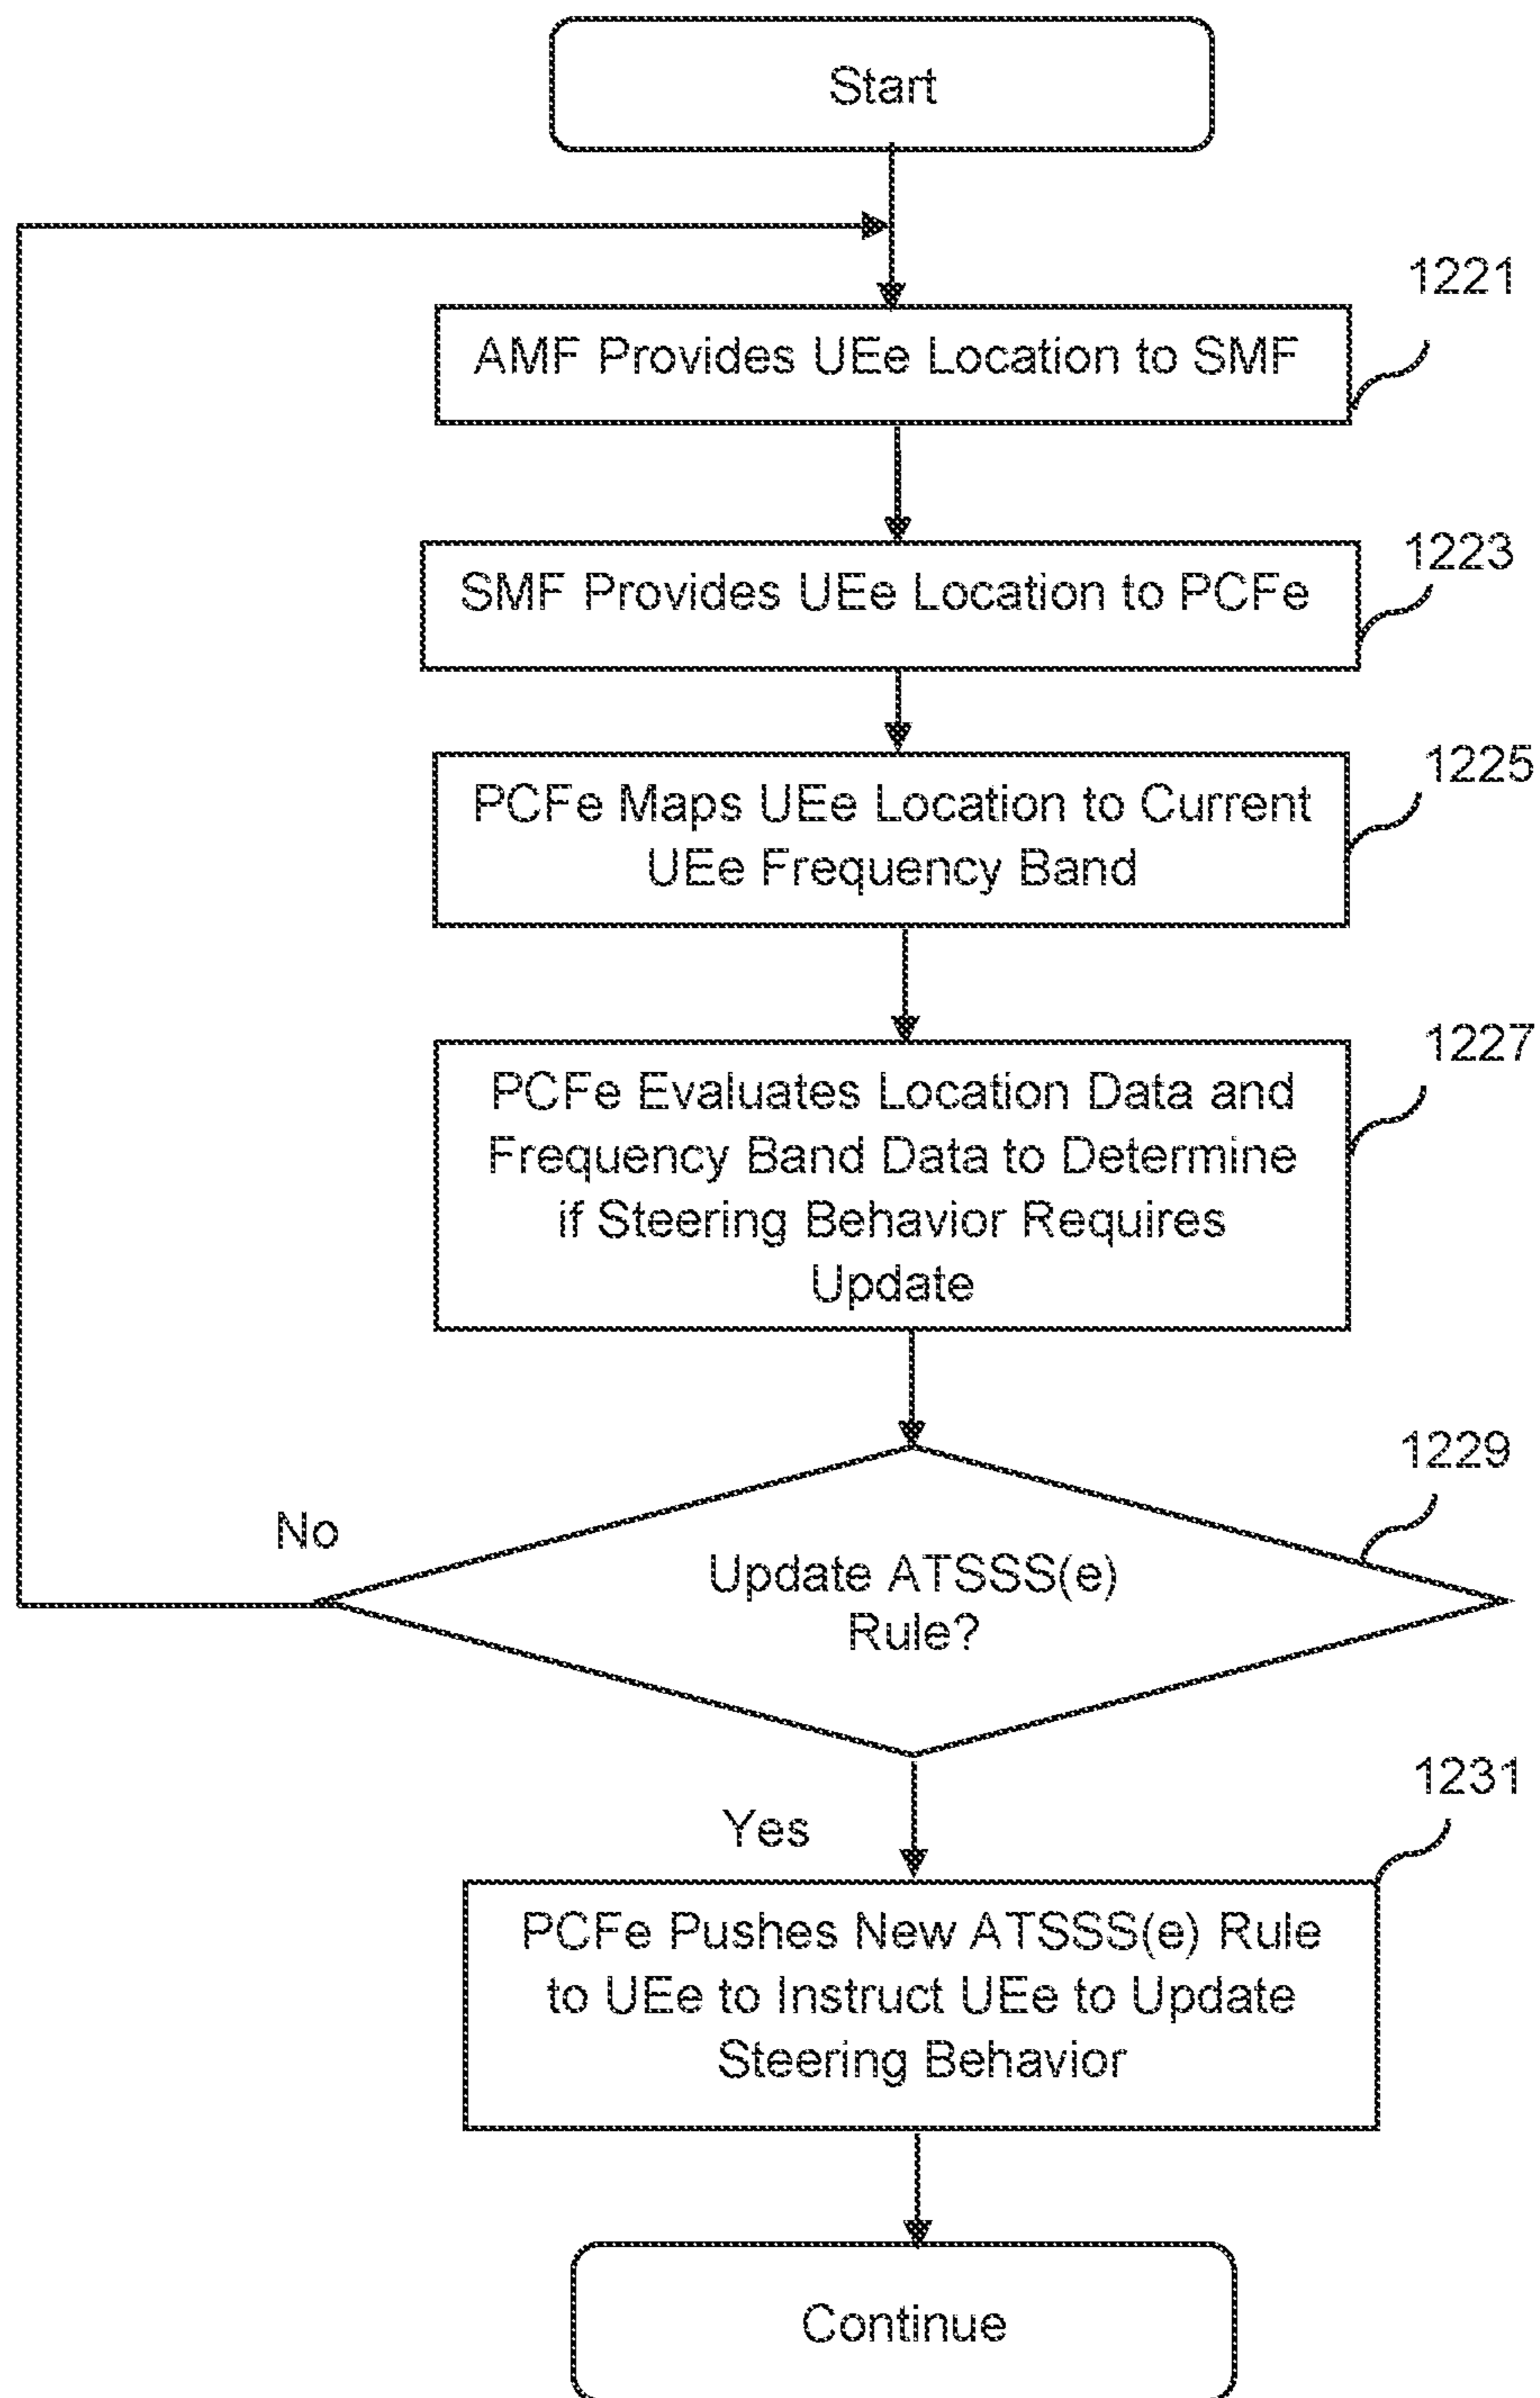 Start
1221
AMF Provides UEe Location to SMF
1223
SMF Provides UEe Location to PCFe
1225
PCFe Maps UEe Location to Current
UEe Frequency Band
1227
PCFe Evaluates Location Data and
Frequency Band Data to Determine
if Steering Behavior Requires
Update
1229
No
Update ATSSS(e)
Rule?
1231
Yes
PCFe Pushes New ATSSS(e) Rule
to UEe to Instruct UEe to Update
Steering Behavior
Continue